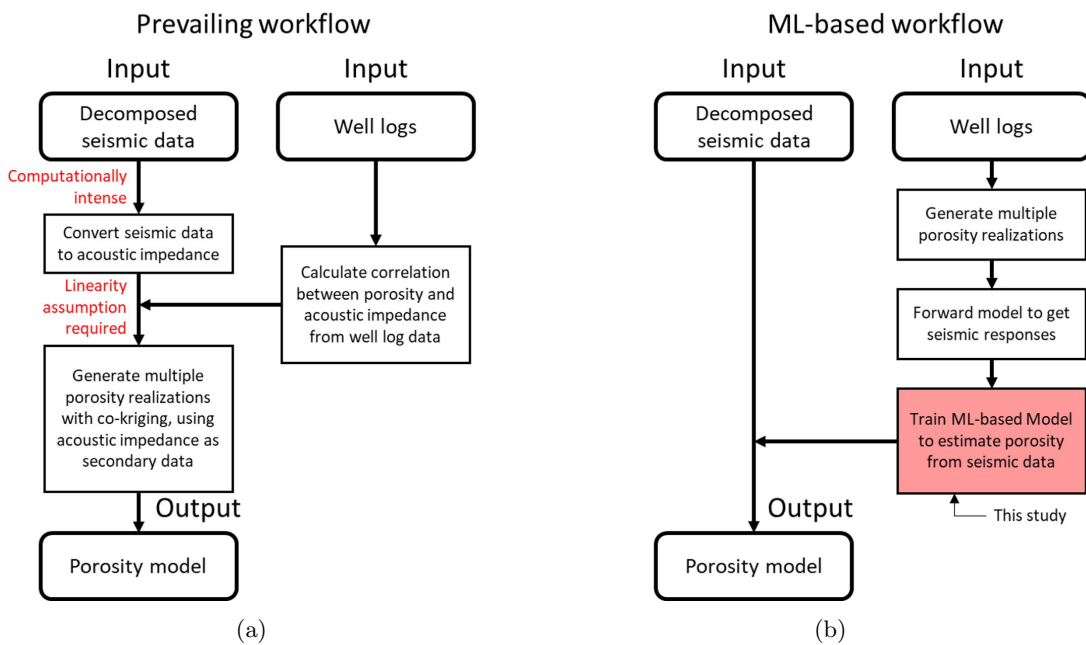 Prevailing workflow
Input
Input
Decomposed
seismic data
Well logs
Computationally
intense
Convert seismic data
to acoustic impedance
Linearity
assumption
required
Calculate correlation
between porosity and
acoustic impedance
from well log data
Generate multiple
porosity realizations
with co-kriging, using
acoustic impedance as
secondary data
Output
Porosity model
(a)
ML-based workflow
Input
Input
Decomposed
seismic data
Well logs
Generate multiple
porosity realizations
Forward model to get
seismic responses
Train ML-based Model
to estimate porosity
from seismic data
This study
Output
Porosity model
(b)